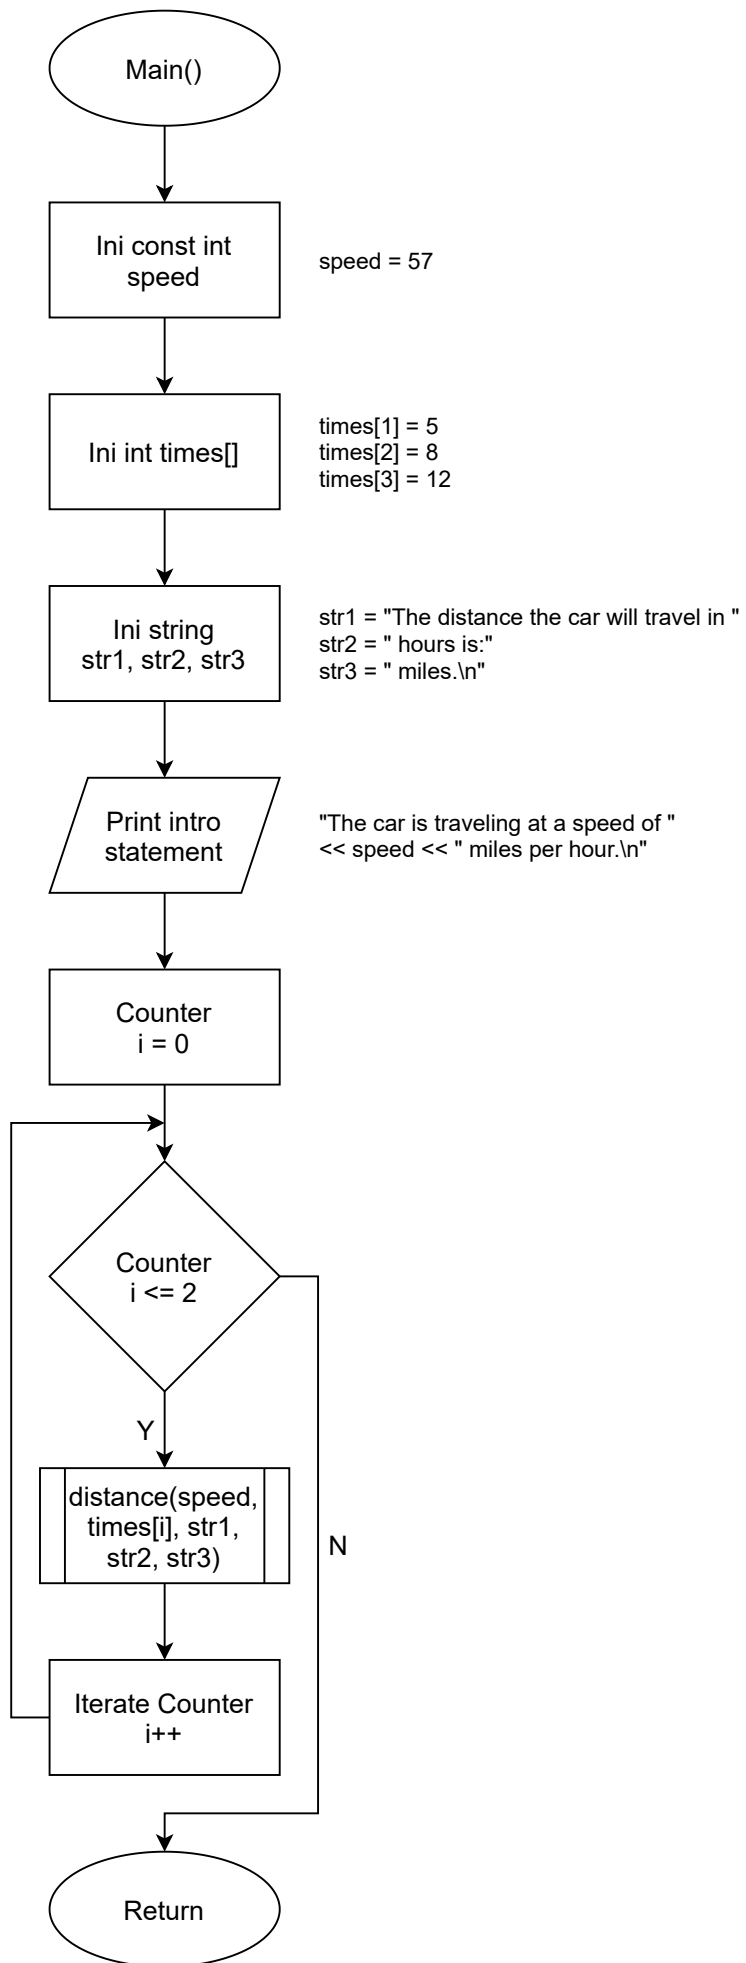 Main()
Ini const int
speed
speed = 57
Ini int times[]
times[1] = 5
times[2] = 8
times[3] = 12
Ini string
str1, str2, str3
str1 = "The distance the car will travel in "
str2 = " hours is:"
str3 = " miles.\n"
Print intro
statement
"The car is traveling at a speed of "
<< speed << " miles per hour.\n"
Counter
i = 0
Counter
i <= 2
Y
distance(speed,
times[i], str1,
str2, str3)
N
Iterate Counter
i++
Return